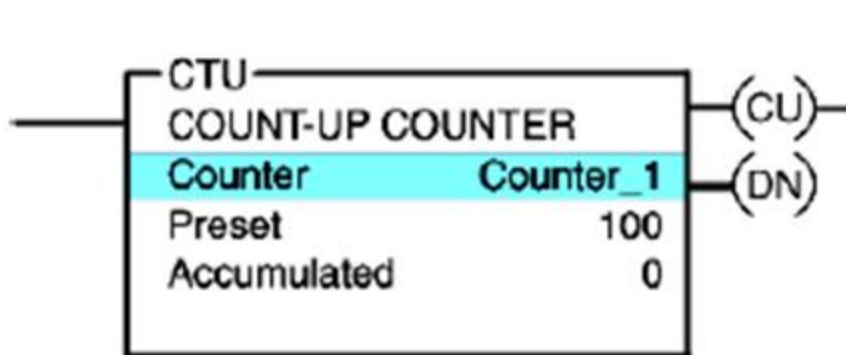 CTU
COUNT-UP COUNTER
(CU)
Counter Counter_1
(DN)
Preset 100
Accumulated 0